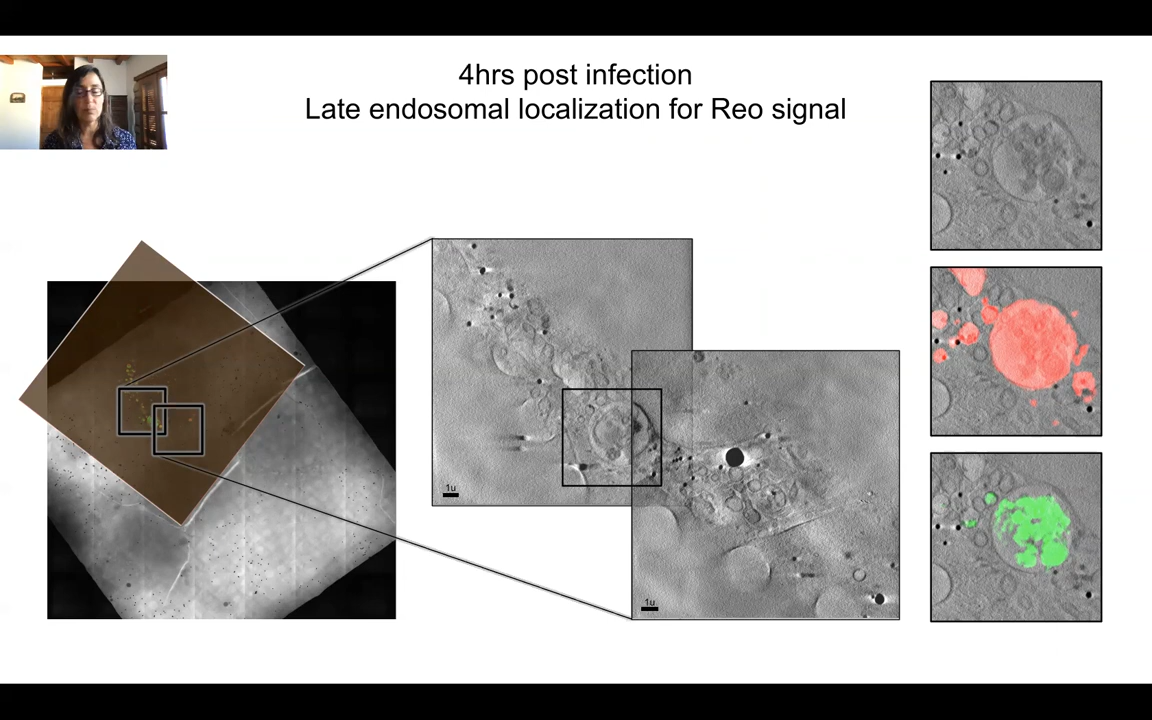 4hrs post infection
Late endosomal localization for Reo signal
1u
1u